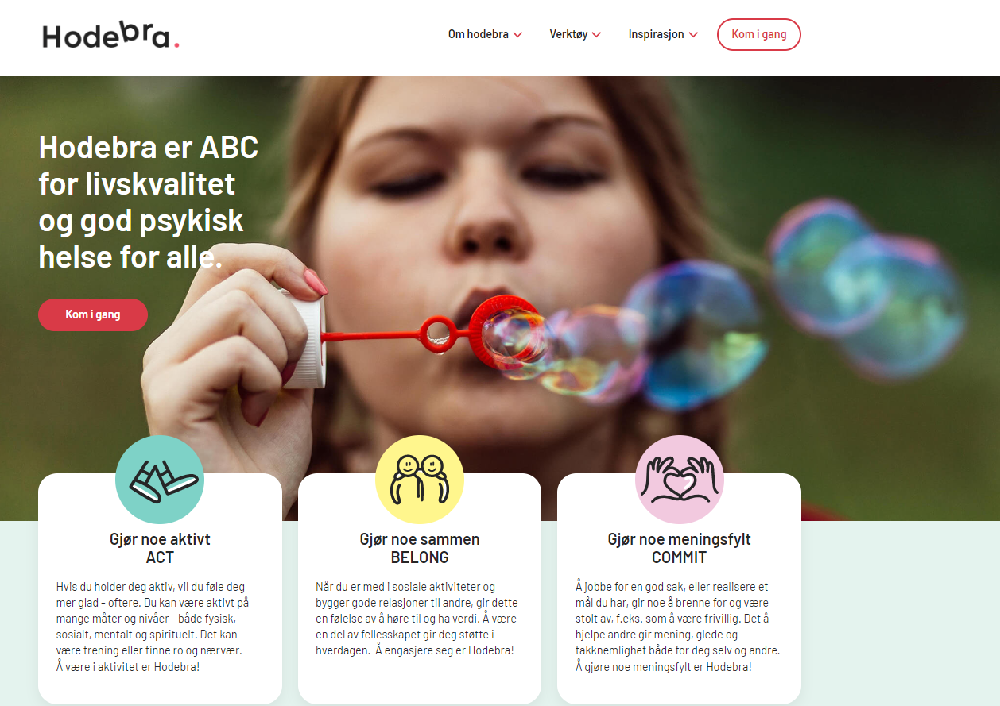 Hodebra.
Om hodebra
Verktøy
Inspirasjon
Kom i gang
Hodebra er ABC
for livskvalitet
og god psykisk
helse for alle.
Kom i gang
Gjør noe aktivt
ACT
Hvis du holder deg aktiv, vil du føle deg
mer glad - oftere. Du kan være aktivt på
mange måter og nivåer - både fysisk,
sosialt, mentalt og spirituelt. Det kan
være trening eller finne ro og nærvær.
Å være i aktivitet er Hodebra!
Gjør noe sammen
BELONG
Når du er med i sosiale aktiviteter og
bygger gode relasjoner til andre, gir dette
en følelse av å høre til og ha verdi. Å være
en del av fellesskapet gir deg støtte i
hverdagen. Å engasjere seg er Hodebra!
Gjør noe meningsfylt
COMMIT
Å jobbe for en god sak, eller realisere et
mål du har, gir noe å brenne for og være
stolt av, f.eks. som å være frivillig. Det å
hjelpe andre gir mening, glede og
takknemlighet både for deg selv og andre.
Å gjøre noe meningsfylt er Hodebra!